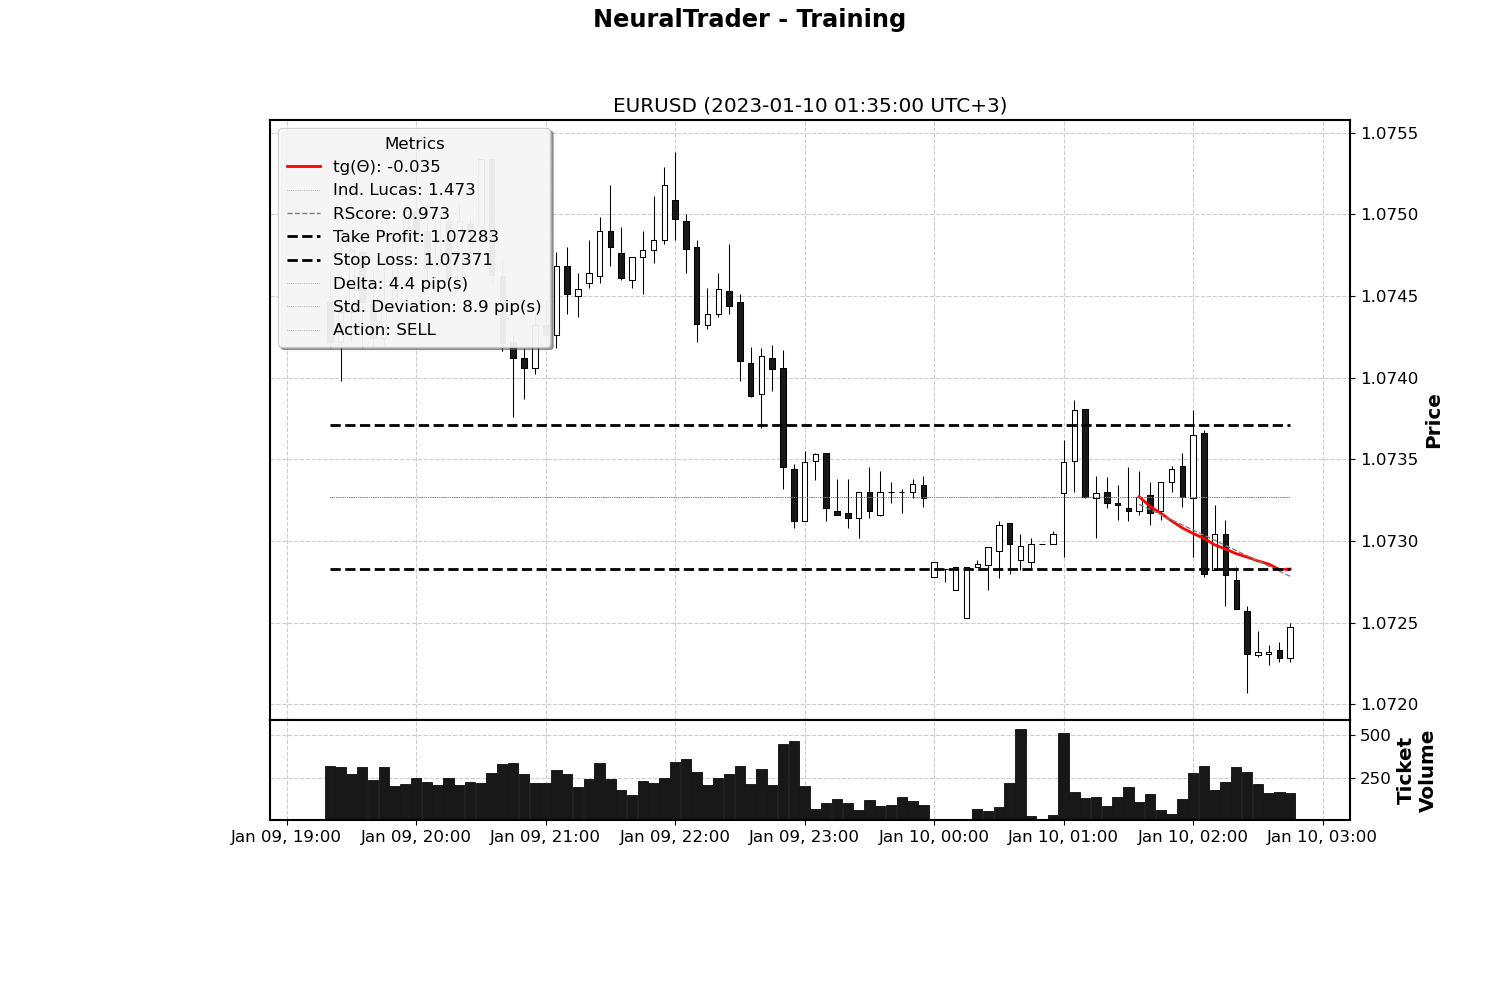 NeuralTrader - Training
EURUSD (2023-01-10 01:35:00 UTC+3)
Metrics
tg(Θ): -0.035
Ind. Lucas: 1.473
RScore: 0.973
Take Profit: 1.07283
Stop Loss: 1.07371
Delta: 4.4 pip(s)
Std. Deviation: 8.9 pip(s)
Action: SELL
1.0755
1.0750
1.0745
1.0740
1.0735
1.0730
1.0725
1.0720
Price
500
250
Ticket
Volume
Jan 09, 19:00
Jan 09, 20:00
Jan 09, 21:00
Jan 09, 22:00
Jan 09, 23:00
Jan 10, 00:00
Jan 10, 01:00
Jan 10, 02:00
Jan 10, 03:00